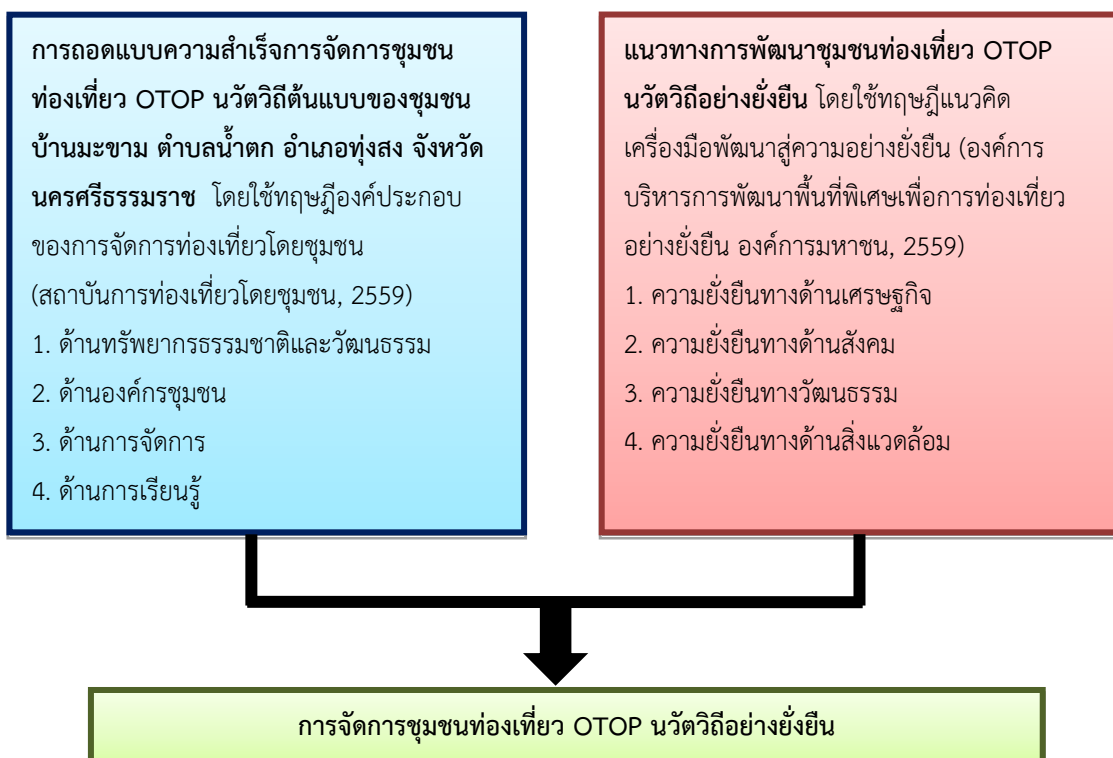 การถอดแบบความสำเร็จการจัดการชุมชน
ท่องเที่ยว OTOP นวัตวิถีต้นแบบของชุมชน
บ้านมะขาม ตำบลน้ำตก อำเภอทุ่งสง จังหวัด
นครศรีธรรมราช โดยใช้ทฤษฎีองค์ประกอบ
ของการจัดการท่องเที่ยวโดยชุมชน
(สถาบันการท่องเที่ยวโดยชุมชน, 2559)
1. ด้านทรัพยากรธรรมชาติและวัฒนธรรม
2. ด้านองค์กรชุมชน
3. ด้านการจัดการ
4. ด้านการเรียนรู้
แนวทางการพัฒนาชุมชนท่องเที่ยว OTOP
นวัตวิถีอย่างยั่งยืน โดยใช้ทฤษฎีแนวคิด
เครื่องมือพัฒนาสู่ความอย่างยั่งยืน (องค์การ
บริหารการพัฒนาพื้นที่พิเศษเพื่อการท่องเที่ยว
อย่างยั่งยืน องค์การมหาชน, 2559)
1. ความยั่งยืนทางด้านเศรษฐกิจ
2. ความยั่งยืนทางด้านสังคม
3. ความยั่งยืนทางวัฒนธรรม
4. ความยั่งยืนทางด้านสิ่งแวดล้อม
การจัดการชุมชนท่องเที่ยว OTOP นวัตวิถีอย่างยั่งยืน